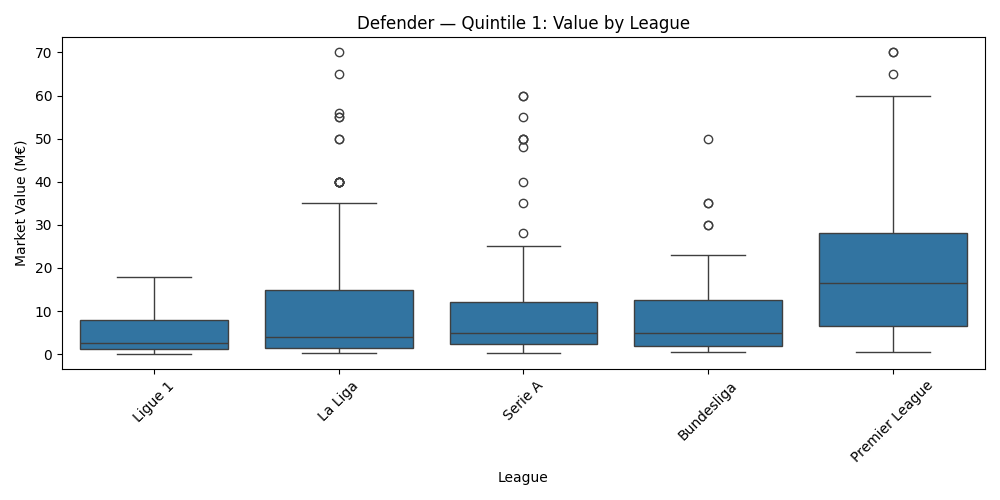 Defender — Quintile 1: Value by League
Market Value (M€)
70
60
50
40
30
20
10
0
Ligue 1
La Liga
Serie A
Bundesliga
Premier League
League